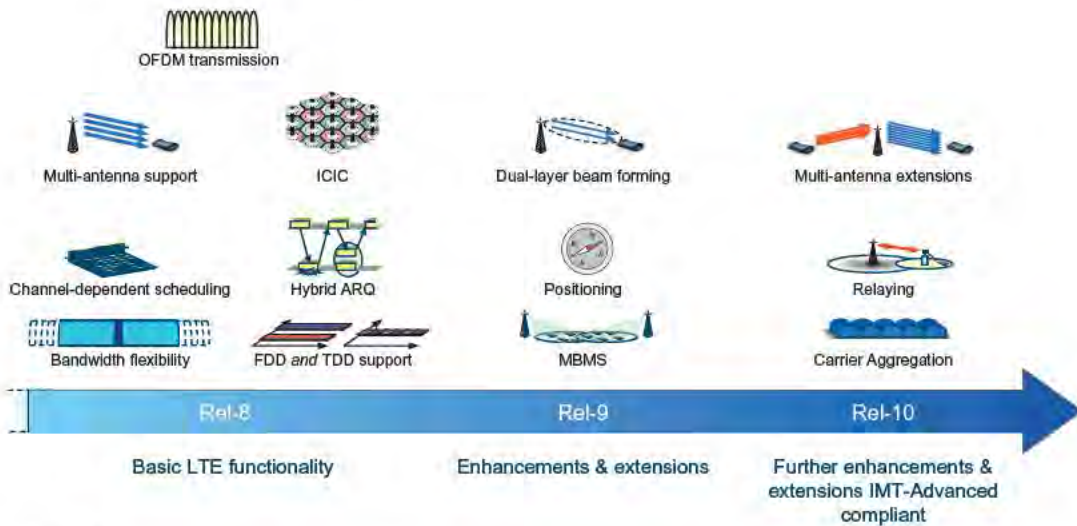 OFDM transmission
Multi-antenna support
ICIC
Dual-layer beam forming
Multi-antenna extensions
Channel-dependent scheduling
Hybrid ARQ
Positioning
Relaying
Bandwidth flexibility
FDD and TDD support
MBMS
Carrier Aggregation
Rel-8
Rel-9
Rel-10
Basic LTE functionality
Enhancements & extensions
Further enhancements &
extensions IMT-Advanced
compliant